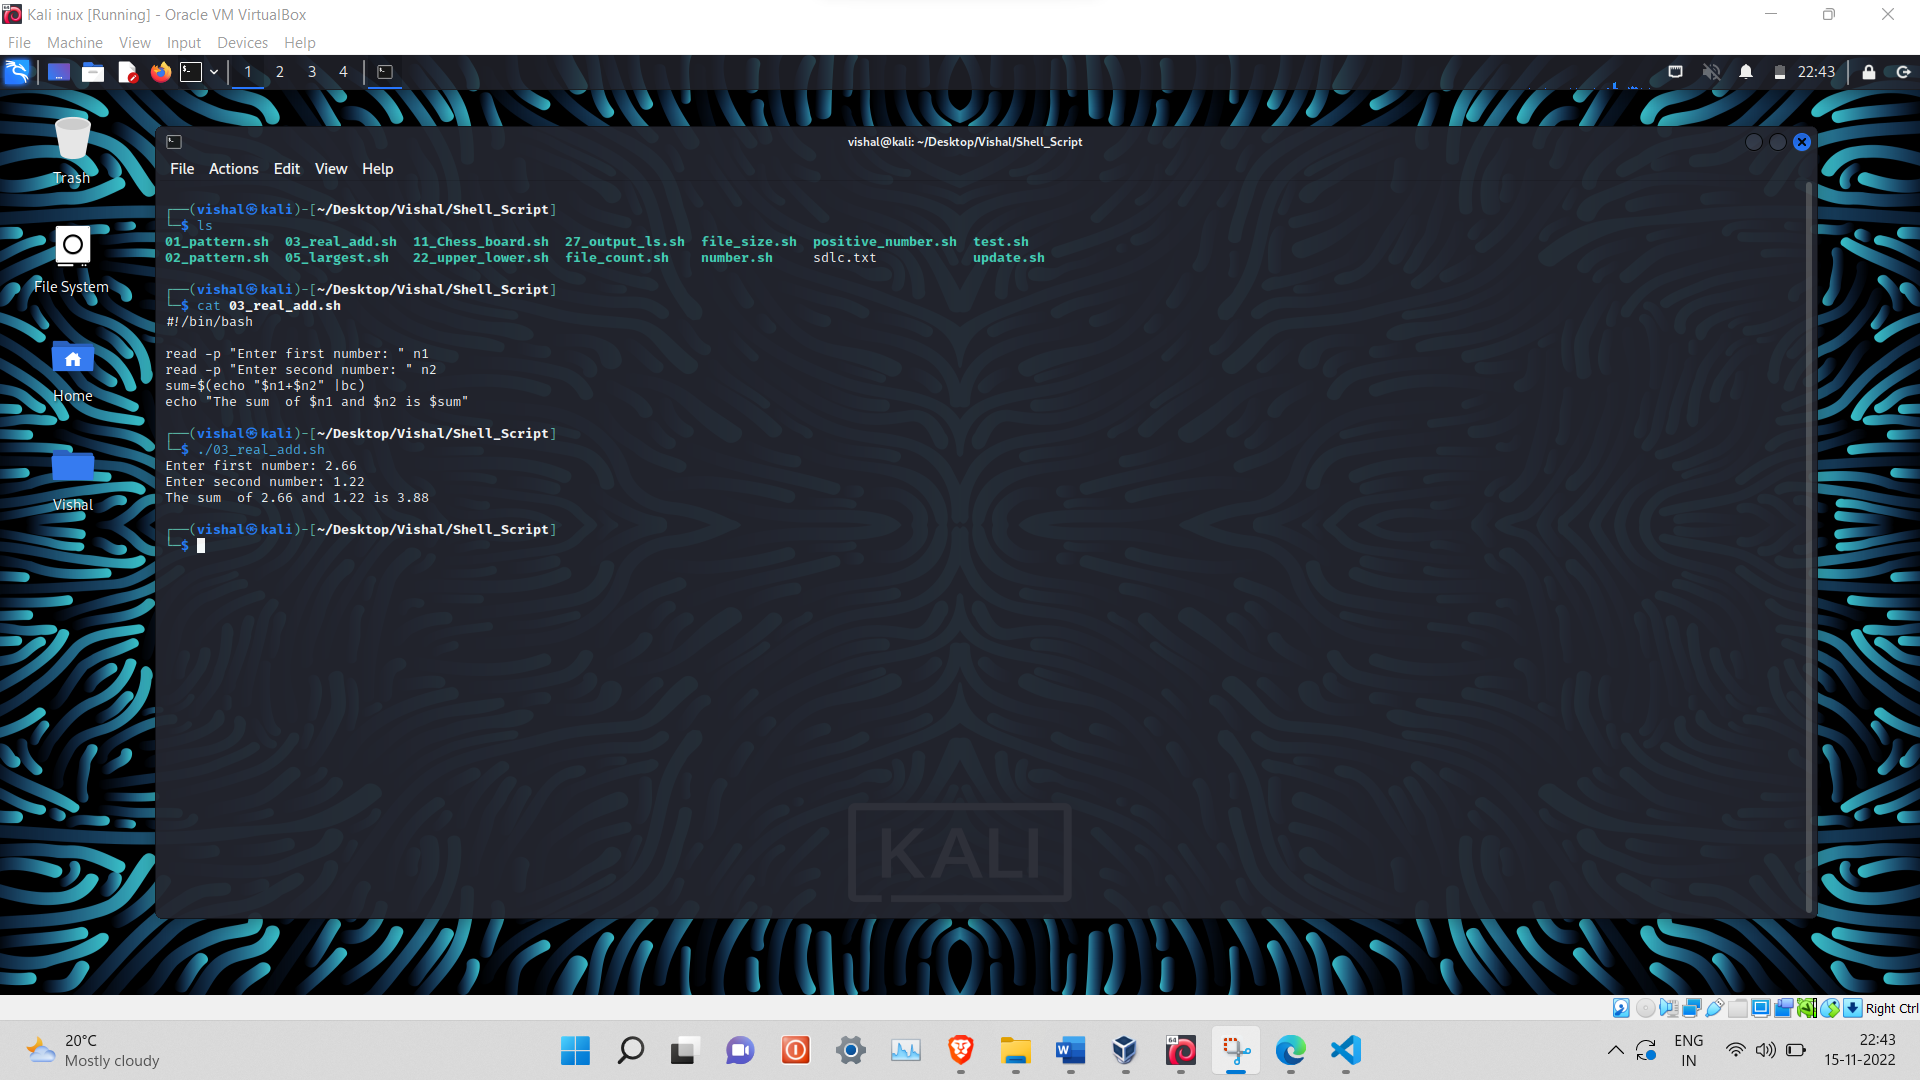 Kali inux [Running] - Oracle VM VirtualBox
File Machine View Input Devices Help
1 2 3 4 22:43
vishal@kali: ~/Desktop/Vishal/Shell_Script
File Actions Edit View Help
Trash
File System
Home
Vishal
┌──(vishal㉿kali)-[~/Desktop/Vishal/Shell_Script]
└─$ ls
01_pattern.sh 03_real_add.sh 11_Chess_board.sh 27_output_ls.sh file_size.sh positive_number.sh test.sh
02_pattern.sh 05_largest.sh 22_upper_lower.sh file_count.sh number.sh sdlc.txt update.sh
┌──(vishal㉿kali)-[~/Desktop/Vishal/Shell_Script]
└─$ cat 03_real_add.sh
#!/bin/bash
read -p "Enter first number: " n1
read -p "Enter second number: " n2
sum=$(echo "$n1+$n2" |bc)
echo "The sum  of $n1 and $n2 is $sum"
┌──(vishal㉿kali)-[~/Desktop/Vishal/Shell_Script]
└─$ ./03_real_add.sh
Enter first number: 2.66
Enter second number: 1.22
The sum  of 2.66 and 1.22 is 3.88
┌──(vishal㉿kali)-[~/Desktop/Vishal/Shell_Script]
└─$
KALI
Right Ctrl
20°C
Mostly cloudy
ENG
IN
22:43
15-11-2022